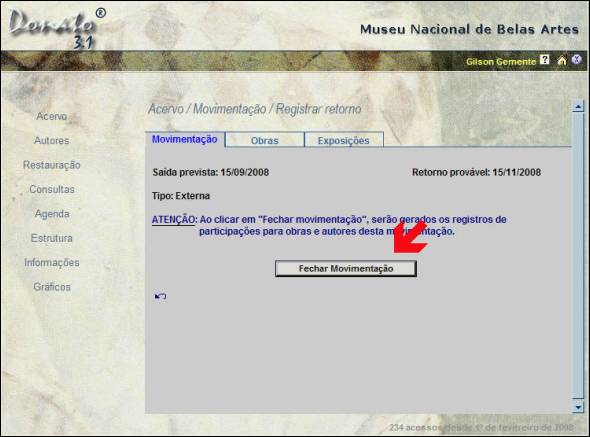 Donato®
3.1
Museu Nacional de Belas Artes
Gilson Gemente ?
Acervo / Movimentação / Registrar retorno
Acervo
Autores
Restauração
Consultas
Agenda
Estrutura
Informações
Gráficos
Movimentação Obras Exposições
Saída prevista: 15/09/2008 Retorno provável: 15/11/2008
Tipo: Externa
ATENÇÃO: Ao clicar em "Fechar movimentação", serão gerados os registros de
participações para obras e autores desta movimentação.
Fechar Movimentação
234 acessos desde 1º de fevereiro de 2008